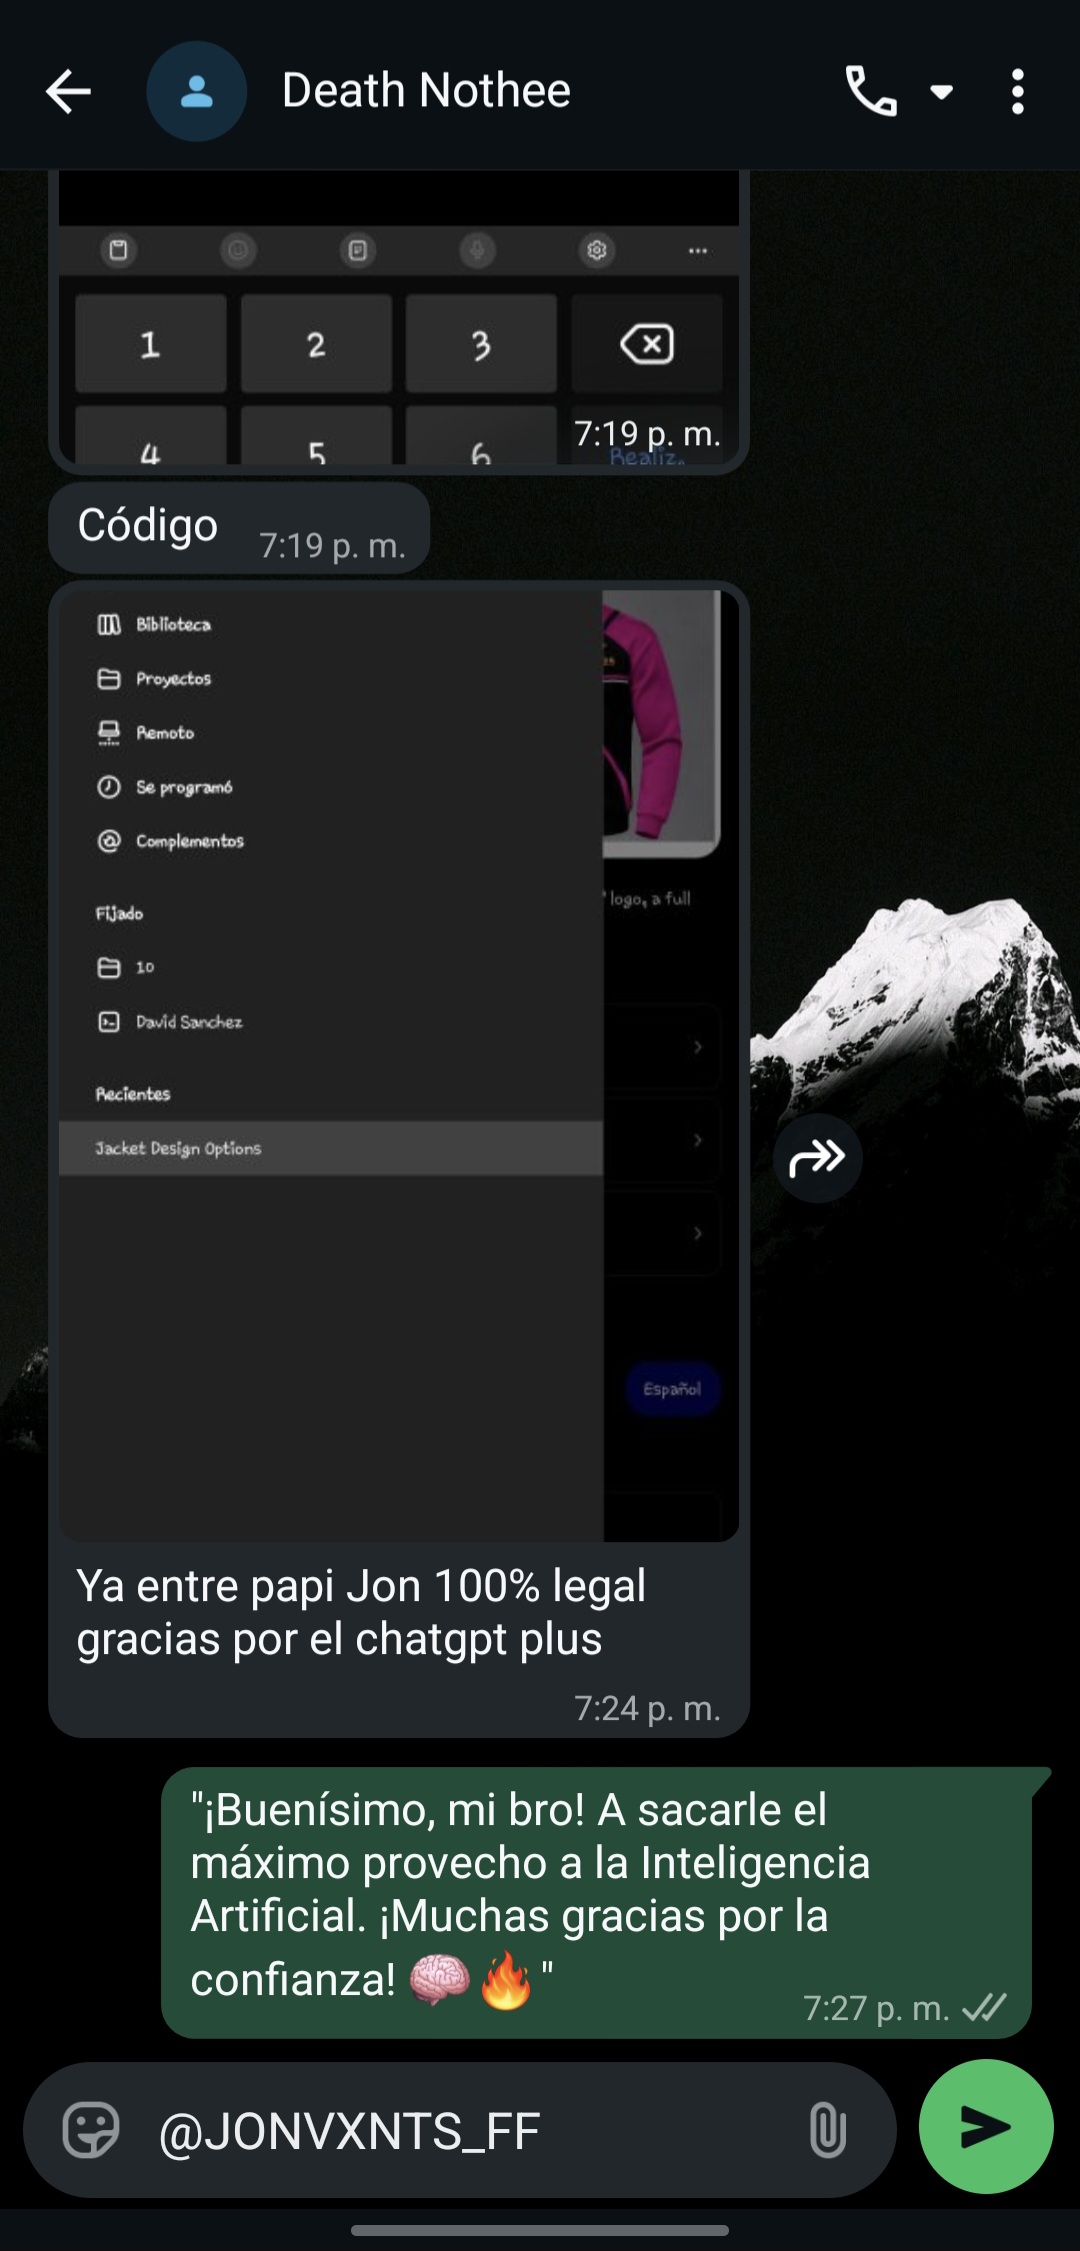 Death Nothee
1
2
3
4
5
6
7:19 p. m.
Realiz.
Código
7:19 p. m.
Biblioteca
Proyectos
Remoto
Se programó
Complementos
Fijado
10
David Sanchez
Recientes
Jacket Design Options
logo, a full
Español
Ya entre papi Jon 100% legal
gracias por el chatgpt plus
7:24 p. m.
"¡Buenísimo, mi bro! A sacarle el
máximo provecho a la Inteligencia
Artificial. ¡Muchas gracias por la
confianza! 🧠🔥"
7:27 p. m.
@JONVXNTS_FF